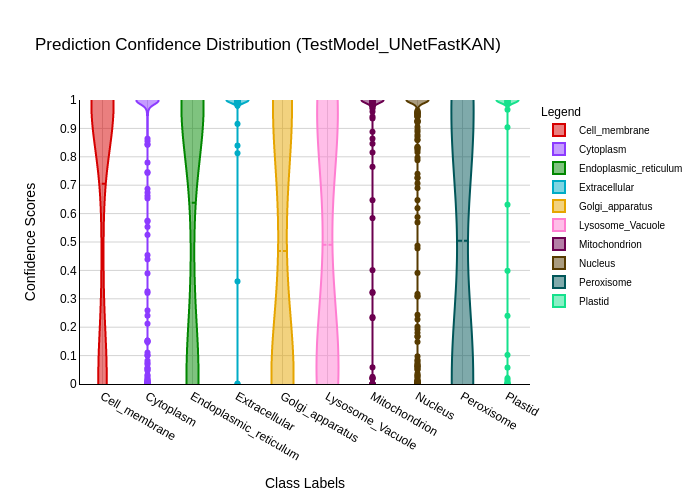 Prediction Confidence Distribution (TestModel_UNetFastKAN)
Legend
Cell_membrane
Cytoplasm
Endoplasmic_reticulum
Extracellular
Golgi_apparatus
Lysosome_Vacuole
Mitochondrion
Nucleus
Peroxisome
Plastid
Confidence Scores
1
0.9
0.8
0.7
0.6
0.5
0.4
0.3
0.2
0.1
0
Cell_membrane
Cytoplasm
Endoplasmic_reticulum
Extracellular
Golgi_apparatus
Lysosome_Vacuole
Mitochondrion
Nucleus
Peroxisome
Plastid
Class Labels